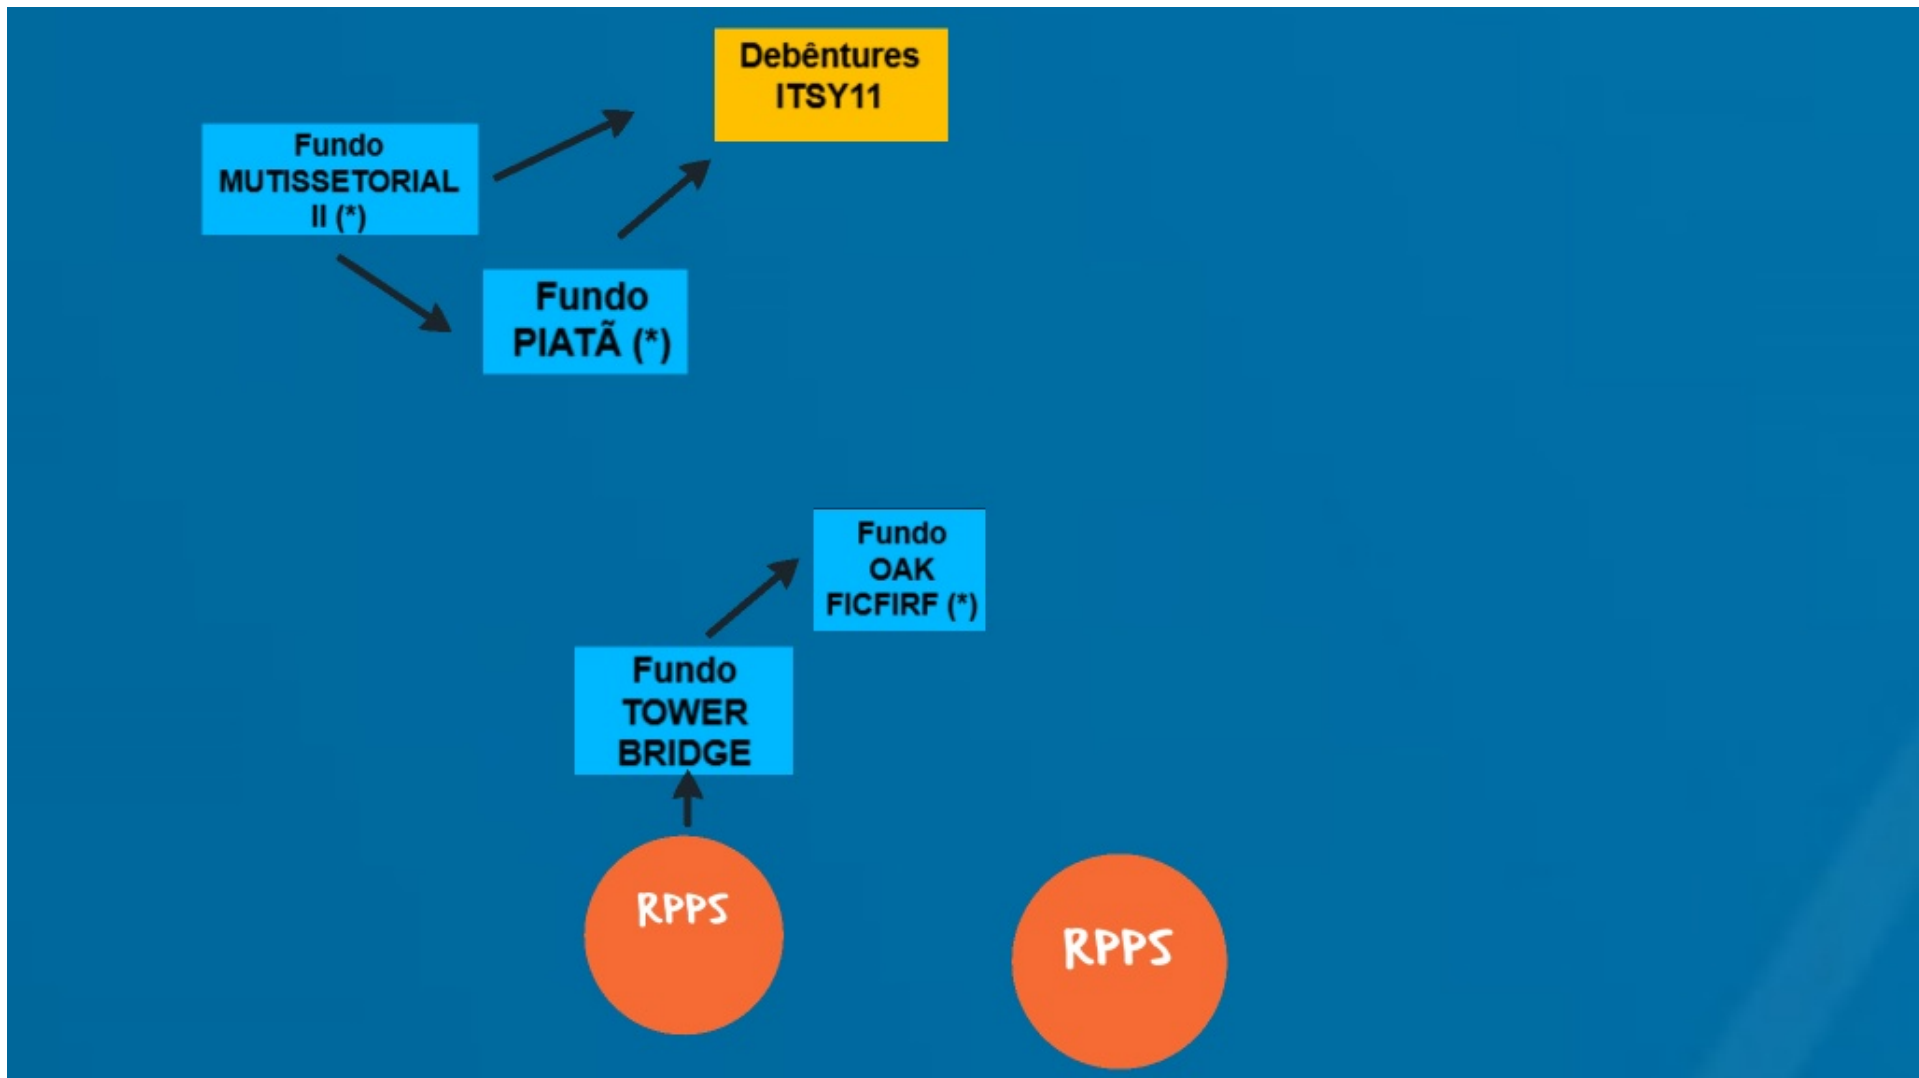 Debêntures
ITSY11
Fundo
MUTISSETORIAL
II (*)
Fundo
PIATÃ (*)
Fundo
OAK
FICFIRF (*)
Fundo
TOWER
BRIDGE
RPPS
RPPS